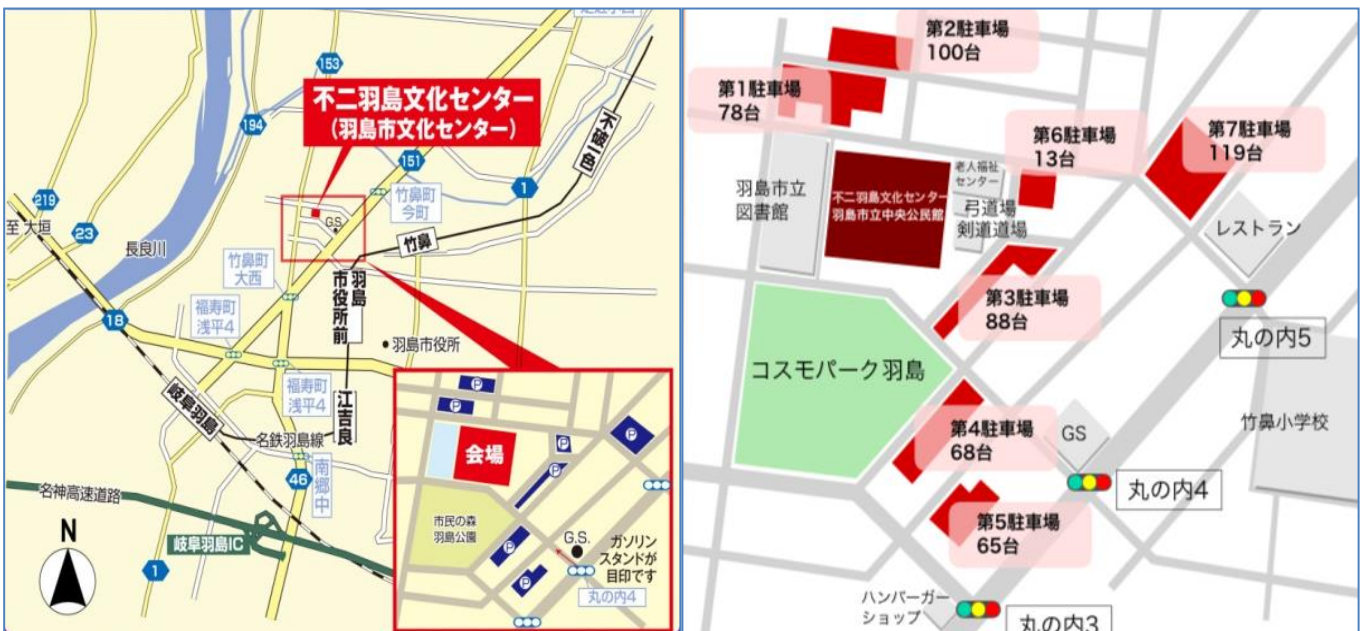 153
不二羽島文化センター
(羽島市文化センター)
194
151
1
不破一色
竹鼻町
今町
G.S.
竹鼻
219
至 大垣
23
長良川
竹鼻町
大西
羽島
市役所前
18
福寿町
浅平4
羽島市役所
福寿町
浅平4
江吉良
岐阜羽島
名鉄羽島線
南郷中
46
名神高速道路
岐阜羽島IC
N
1
P
P
会場
P
P
P
市民の森
羽島公園
P
P
G.S.
ガソリン
スタンドが
目印です
丸の内4
第2駐車場
100台
第1駐車場
78台
第6駐車場
13台
第7駐車場
119台
羽島市立
図書館
不二羽島文化センター
羽島市立中央公民館
老人福祉
センター
弓道場
剣道道場
レストラン
第3駐車場
88台
丸の内5
コスモパーク羽島
第4駐車場
68台
GS
竹鼻小学校
丸の内4
第5駐車場
65台
ハンバーガー
ショップ
丸の内3